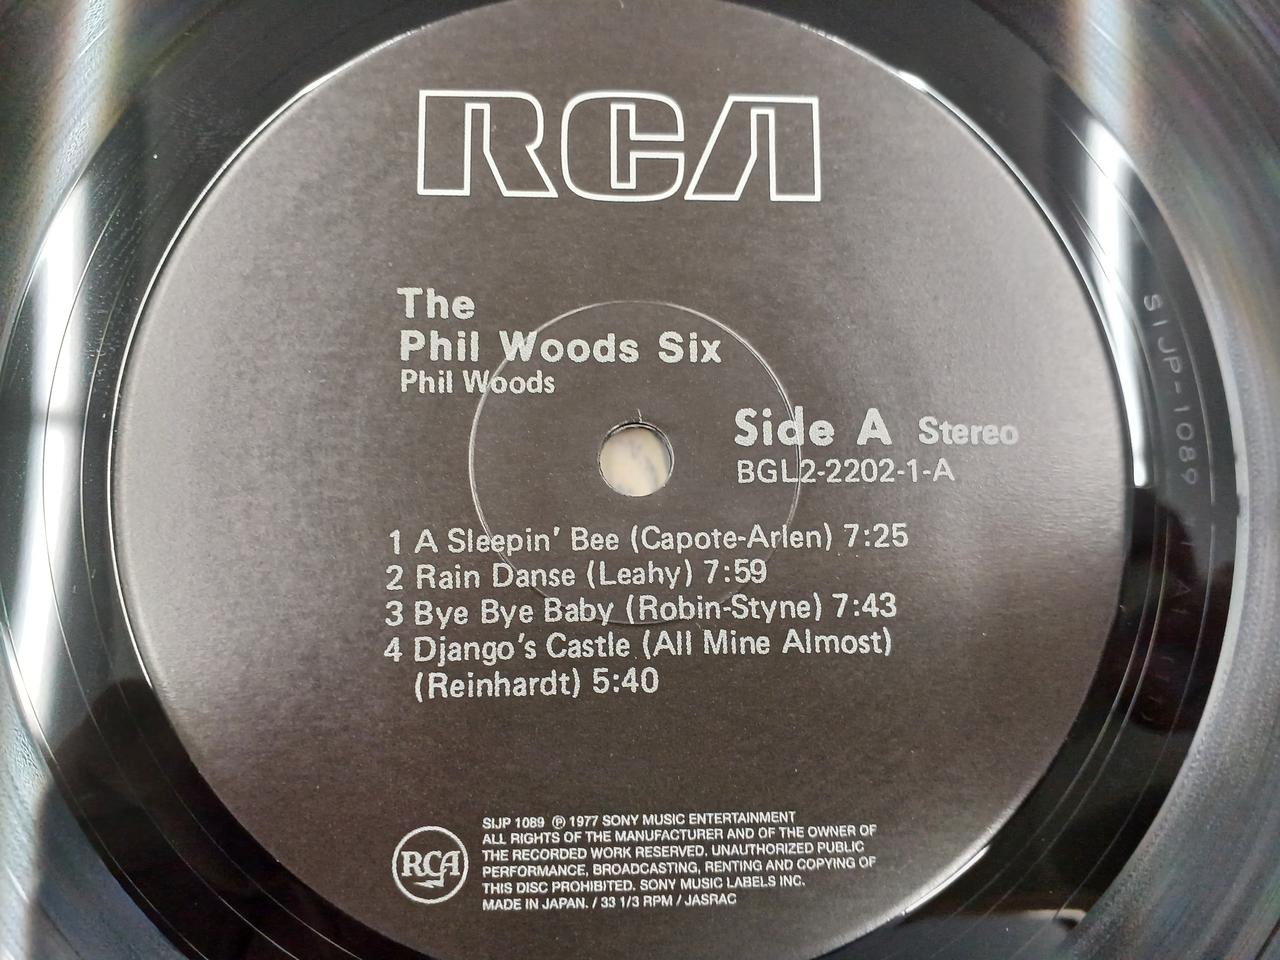 RCA
The
Phil Woods Six
Phil Woods
Side A Stereo
BGL2-2202-1-A
1 A Sleepin' Bee (Capote-Arlen) 7:25
2 Rain Danse (Leahy) 7:59
3 Bye Bye Baby (Robin-Styne) 7:43
4 Django's Castle (All Mine Almost)
(Reinhardt) 5:40
RCA
SIJP 1089 ℗ 1977 SONY MUSIC ENTERTAINMENT
ALL RIGHTS OF THE MANUFACTURER AND OF THE OWNER OF
THE RECORDED WORK RESERVED, UNAUTHORIZED PUBLIC
PERFORMANCE, BROADCASTING, RENTING AND COPYNG OF
THIS DISC PROHIBITED. SONY MUSIC LABELS INC.
MADE IN JAPAN. / 33 1/3 RPM / JASRAC
SIJP-1089